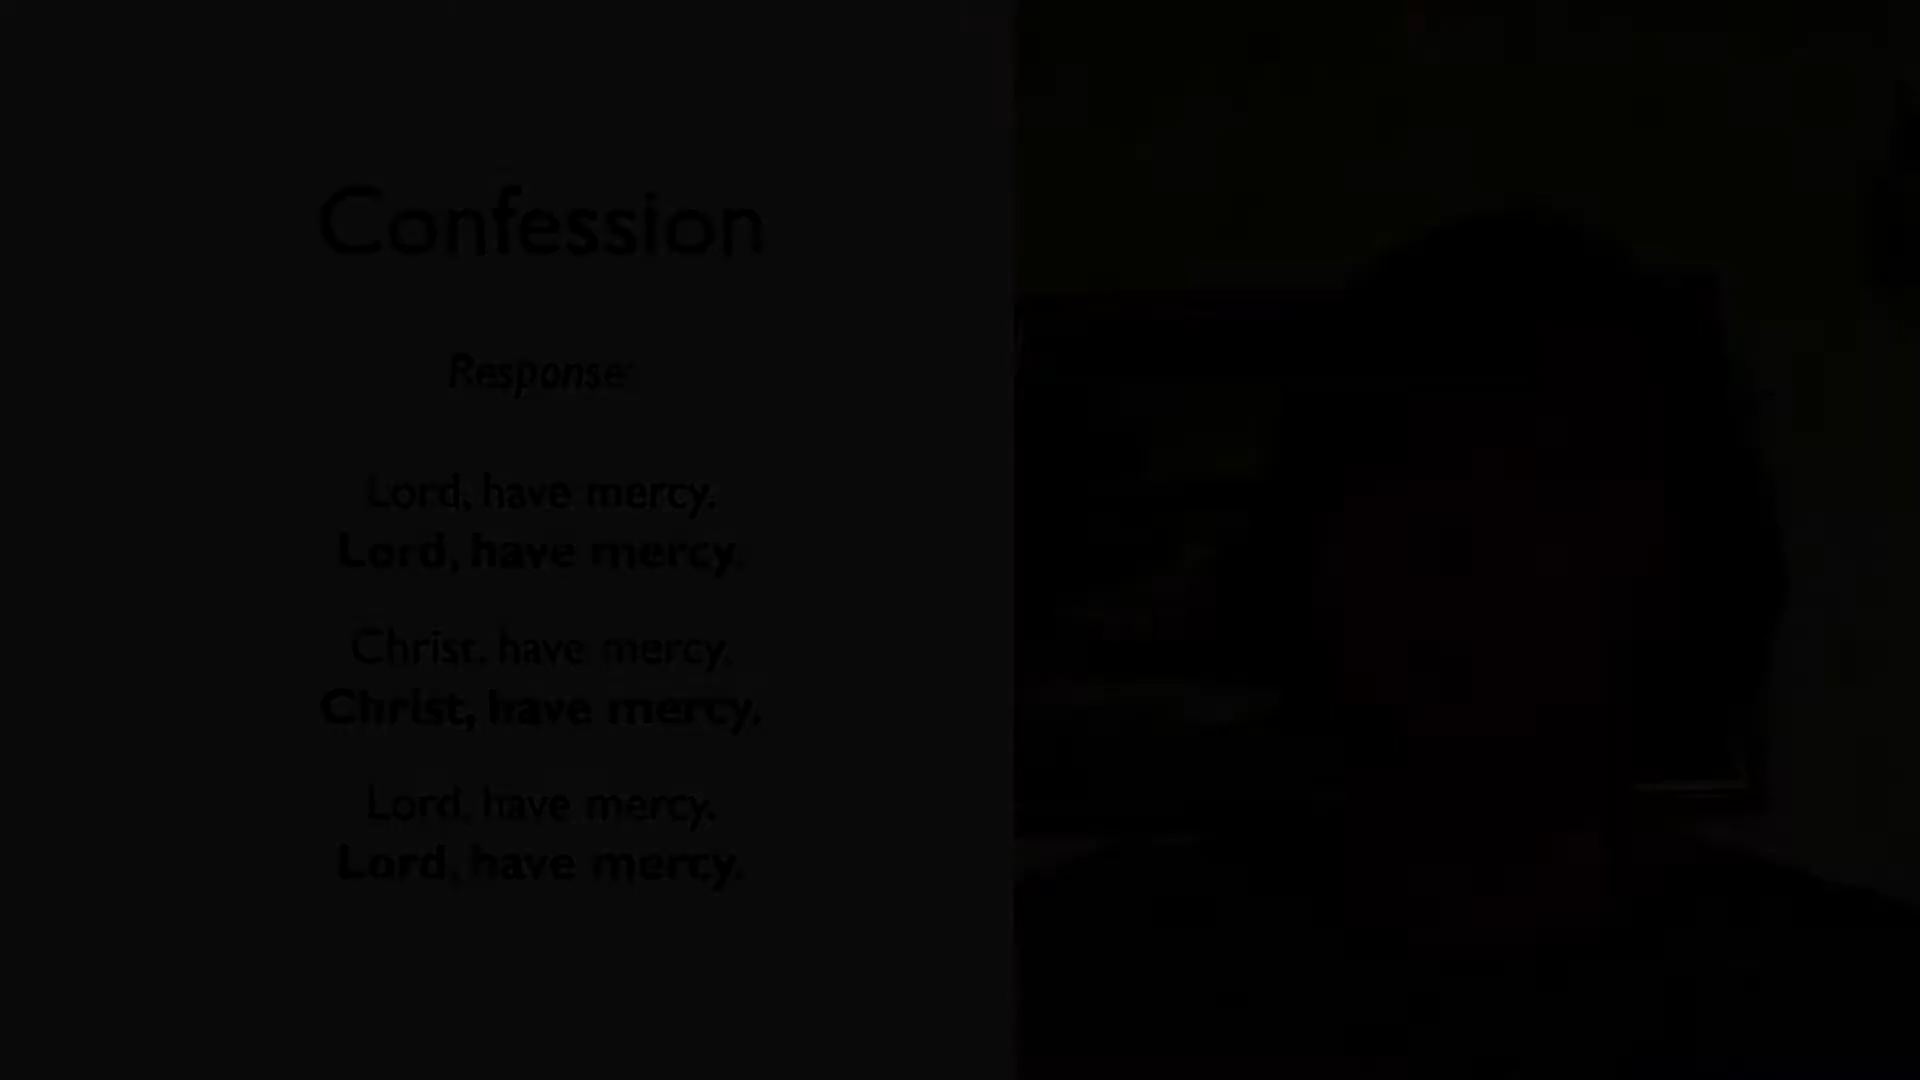 Confession
Response:
Lord, have mercy.
Lord, have mercy.
Christ, have mercy.
Christ, have mercy.
Lord, have mercy.
Lord, have mercy.